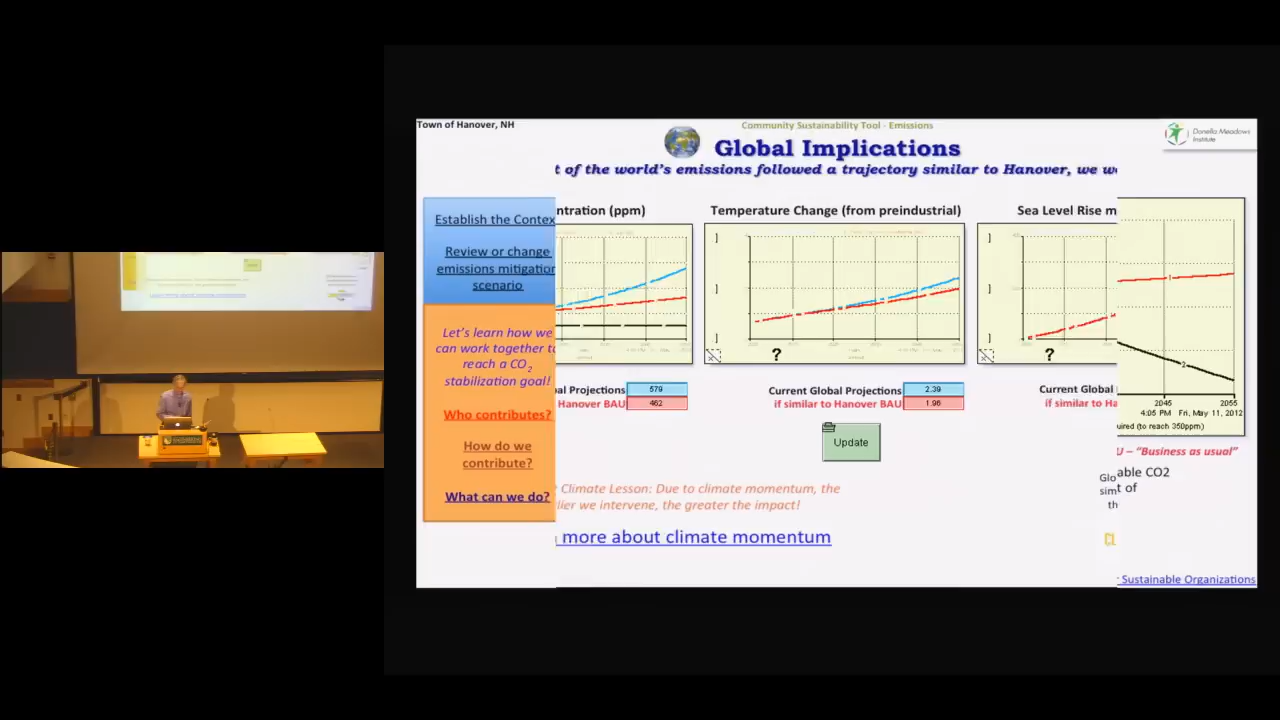 Town of Hanover, NH
Community Sustainability Tool - Emissions
Donella Meadows
Institute
Global Implications
t of the world's emissions followed a trajectory similar to Hanover, we w
Establish the Contex
Review or change
emissions mitigation
scenario
Let's learn how we
can work together to
reach a CO2
stabilization goal!
Who contributes?
How do we
contribute?
What can we do?
ntration (ppm)
Temperature Change (from preindustrial)
Sea Level Rise m
?
?
al Projections 579
Hanover BAU 462
Current Global Projections 2.39
if similar to Hanover BAU 1.96
Current Global
if similar to Ha
Update
Climate Lesson: Due to climate momentum, the
lier we intervene, the greater the impact!
more about climate momentum
1
2
2045 2055
4:05 PM Fri, May 11, 2012
uired (to reach 350ppm)
U – "Business as usual"
able CO2
t of
Glo
sim
th
CL
Sustainable Organizations